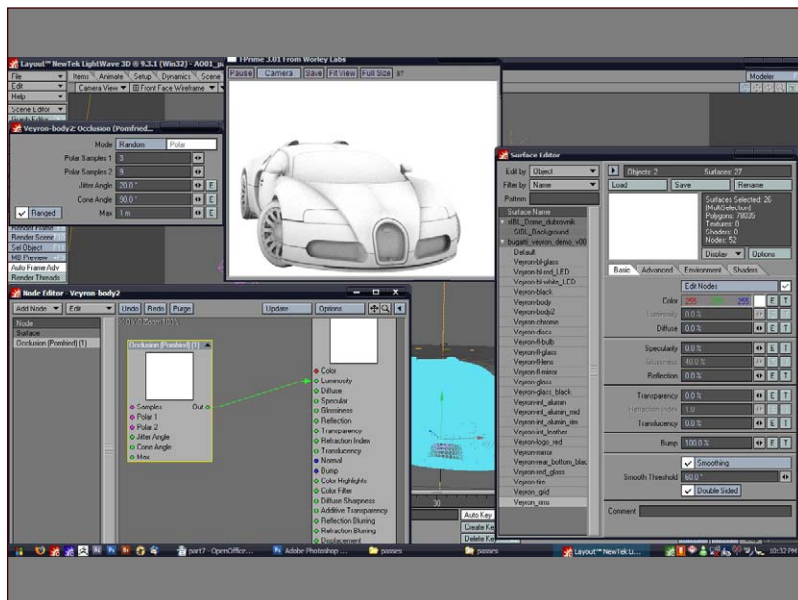 Layout™ NewTek LightWave 3D ® 9.3.1 (Win32) - AO01_p
File
Edit
Help
Scene Editor
Items Animate Setup Dynamics Scene
Camera View Front Face Wireframe
Modeler
FPrime 3.01 From Worley Labs
Pause Camera Save Fit View Full Size
Veyron-body2: Occlusion (Pomfried...
Mode Random Polar
Polar Samples 1 3
Polar Samples 2 9
Jitter Angle 20.0 ° E
Cone Angle 90.0 ° E
Ranged Max 1 m E
Render Frame F9
Render Scene F10
Sel Object
MB Preview
Auto Frame Adv
Render Threads
Node Editor - Veyron-body2
Add Node Edit Undo Redo Purge Update Options
Node
Surface
Occlusion (Pomfried) (1)
Occlusion (Pomfried) (1)
Samples Out
Polar 1
Polar 2
Jitter Angle
Cone Angle
Max
Color
Luminosity
Diffuse
Specular
Glossiness
Reflection
Transparency
Refraction Index
Translucency
Normal
Bump
Color Highlights
Color Filter
Diffuse Sharpness
Additive Transparency
Reflection Blurring
Refraction Blurring
Displacement
30
Auto Key
Create Key
Delete Key
Surface Editor
Edit by Object
Filter by Name
Pattern
Surface Name
sIBL_Dome_dubrovnik
SIBL_Background
bugatti_veyron_demo_v00
Default
Veyron-bl-glass
Veyron-bl-red_LED
Veyron-bl-white_LED
Veyron-black
Veyron-body
Veyron-body2
Veyron-chrome
Veyron-discs
Veyron-fl-bulb
Veyron-fl-glass
Veyron-fl-lens
Veyron-fl-mirror
Veyron-glass
Veyron-glass_black
Veyron-int_alumin
Veyron-int_alumin_mid
Veyron-int_alumin_rim
Veyron-int_leather
Veyron-logo_red
Veyron-mirror
Veyron-rear_bottom_blac
Veyron-red_glass
Veyron-tire
Veyron_grid
Veyron_rims
Objects: 2 Surfaces: 27
Load Save Rename
Surfaces Selected: 26
(MultiSelection)
Polygons: 78035
Textures: 0
Shaders: 0
Nodes: 52
Display Options
Basic Advanced Environment Shaders
Edit Nodes
Color 255 255 255 E T
Luminosity 0.0 % E T
Diffuse 0.0 % E T
Specularity 0.0 % E T
Glossiness 40.0 % E T
Reflection 0.0 % E T
Transparency 0.0 % E T
Refraction Index 1.0 E T
Translucency 0.0 % E T
Bump 100.0 % E T
Smoothing
Smooth Threshold 60.0 °
Double Sided
Comment
part7 - OpenOffice... Adobe Photoshop ... passes passes Layout™ NewTek Li... 10:32 PM